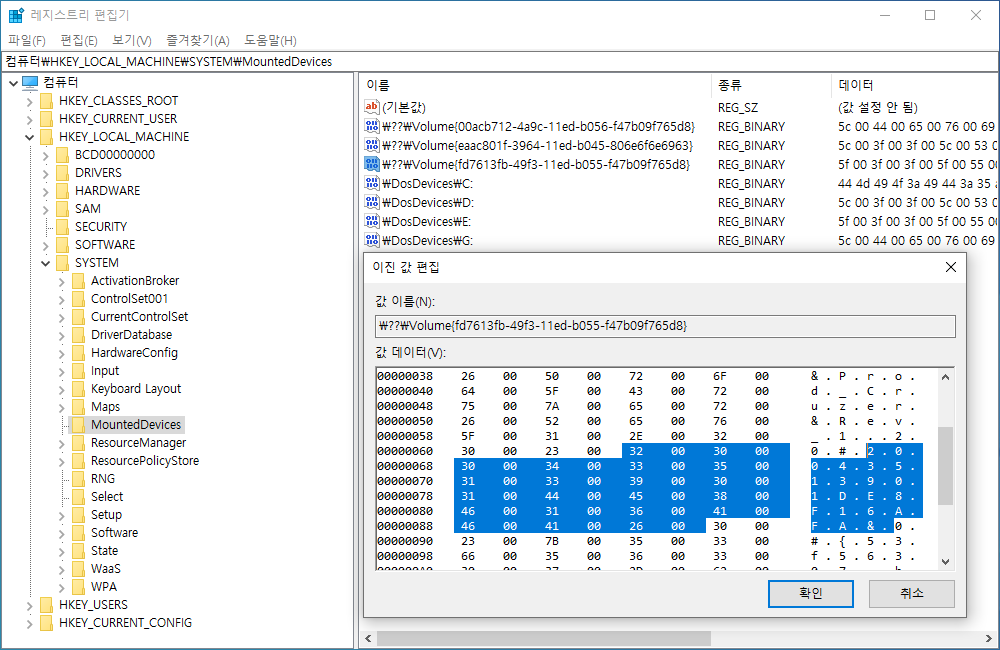 레지스트리 편집기
파일(F) 편집(E) 보기(V) 즐겨찾기(A) 도움말(H)
컴퓨터₩HKEY_LOCAL_MACHINE₩SYSTEM₩MountedDevices
컴퓨터
HKEY_CLASSES_ROOT
HKEY_CURRENT_USER
HKEY_LOCAL_MACHINE
BCD00000000
DRIVERS
HARDWARE
SAM
SECURITY
SOFTWARE
SYSTEM
ActivationBroker
ControlSet001
CurrentControlSet
DriverDatabase
HardwareConfig
Input
Keyboard Layout
Maps
MountedDevices
ResourceManager
ResourcePolicyStore
RNG
Select
Setup
Software
State
WaaS
WPA
HKEY_USERS
HKEY_CURRENT_CONFIG
이름 종류 데이터
(기본값) REG_SZ (값 설정 안 됨)
₩??₩Volume{00acb712-4a9c-11ed-b056-f47b09f765d8} REG_BINARY 5c 00 44 00 65 00 76 00 69
₩??₩Volume{eaac801f-3964-11ed-b045-806e6f6e6963} REG_BINARY 5c 00 3f 00 3f 00 5c 00 53 0
₩??₩Volume{fd7613fb-49f3-11ed-b055-f47b09f765d8} REG_BINARY 5f 00 3f 00 3f 00 5f 00 55 00
₩DosDevices₩C: REG_BINARY 44 4d 49 4f 3a 49 44 3a 35
₩DosDevices₩D: REG_BINARY 5c 00 3f 00 3f 00 5c 00 53 0
₩DosDevices₩E: REG_BINARY 5f 00 3f 00 3f 00 5f 00 55 00
₩DosDevices₩G: REG_BINARY 5c 00 44 00 65 00 76 00 69
이진 값 편집
값 이름(N):
₩??₩Volume{fd7613fb-49f3-11ed-b055-f47b09f765d8}
값 데이터(V):
00000038 26 00 50 00 72 00 6F 00 & . P . r . o .
00000040 64 00 5F 00 43 00 72 00 d . _ . C . r .
00000048 75 00 7A 00 65 00 72 00 u . z . e . r .
00000050 26 00 52 00 65 00 76 00 & . R . e . v .
00000058 5F 00 31 00 2E 00 32 00 _ . 1 . . . 2 .
00000060 30 00 23 00 32 00 30 00 0 . # . 2 . 0 .
00000068 30 00 34 00 33 00 35 00 0 . 4 . 3 . 5 .
00000070 31 00 33 00 39 00 30 00 1 . 3 . 9 . 0 .
00000078 31 00 44 00 45 00 38 00 1 . D . E . 8 .
00000080 46 00 31 00 36 00 41 00 F . 1 . 6 . A .
00000088 46 00 41 00 26 00 30 00 F . A . & . 0 .
00000090 23 00 7B 00 35 00 33 00 # . { . 5 . 3 .
00000098 66 00 35 00 36 00 33 00 f . 5 . 6 . 3 .
확인 취소